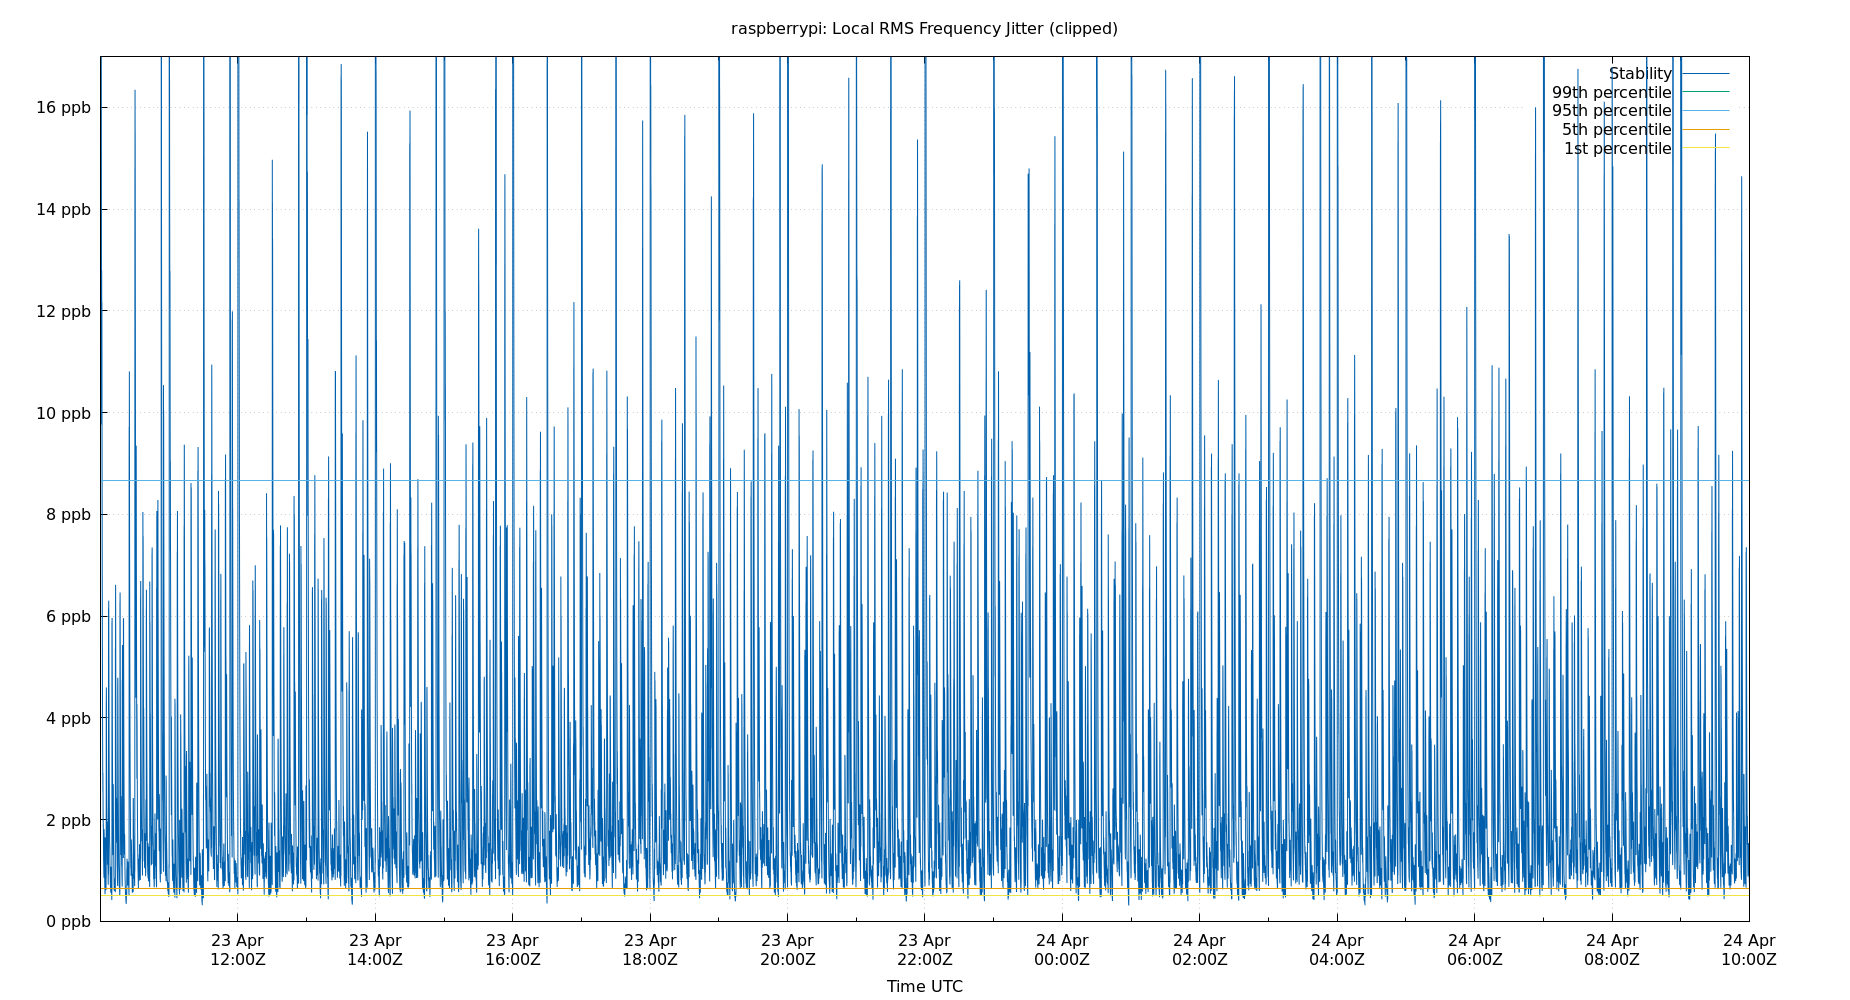 raspberrypi: Local RMS Frequency Jitter (clipped)
Stability
99th percentile
95th percentile
5th percentile
1st percentile
16 ppb
14 ppb
12 ppb
10 ppb
8 ppb
6 ppb
4 ppb
2 ppb
0 ppb
23 Apr 23 Apr 23 Apr 23 Apr 23 Apr 23 Apr 24 Apr 24 Apr 24 Apr 24 Apr 24 Apr 24 Apr
12:00Z 14:00Z 16:00Z 18:00Z 20:00Z 22:00Z 00:00Z 02:00Z 04:00Z 06:00Z 08:00Z 10:00Z
Time UTC